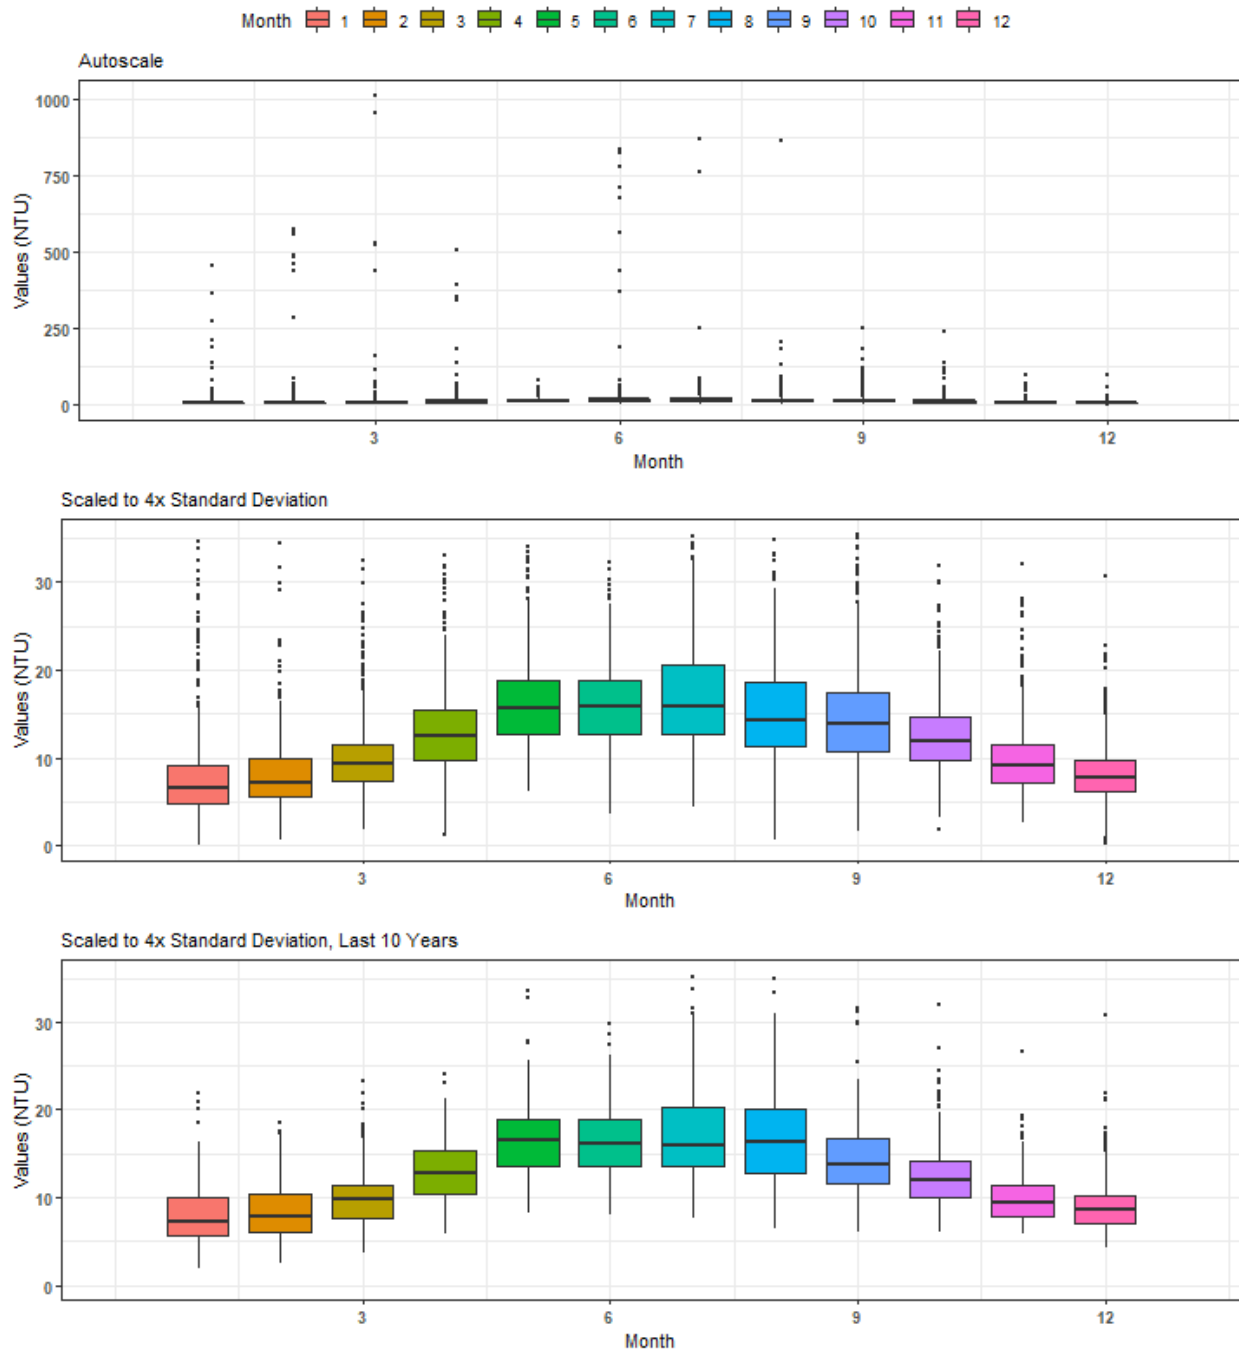 Month 1 2 3 4 5 6 7 8 9 10 11 12
Autoscale
Values (NTU)
1000
750
500
250
0
3 6 9 12
Month
Scaled to 4x Standard Deviation
Values (NTU)
30
20
10
0
3 6 9 12
Month
Scaled to 4x Standard Deviation, Last 10 Years
Values (NTU)
30
20
10
0
3 6 9 12
Month